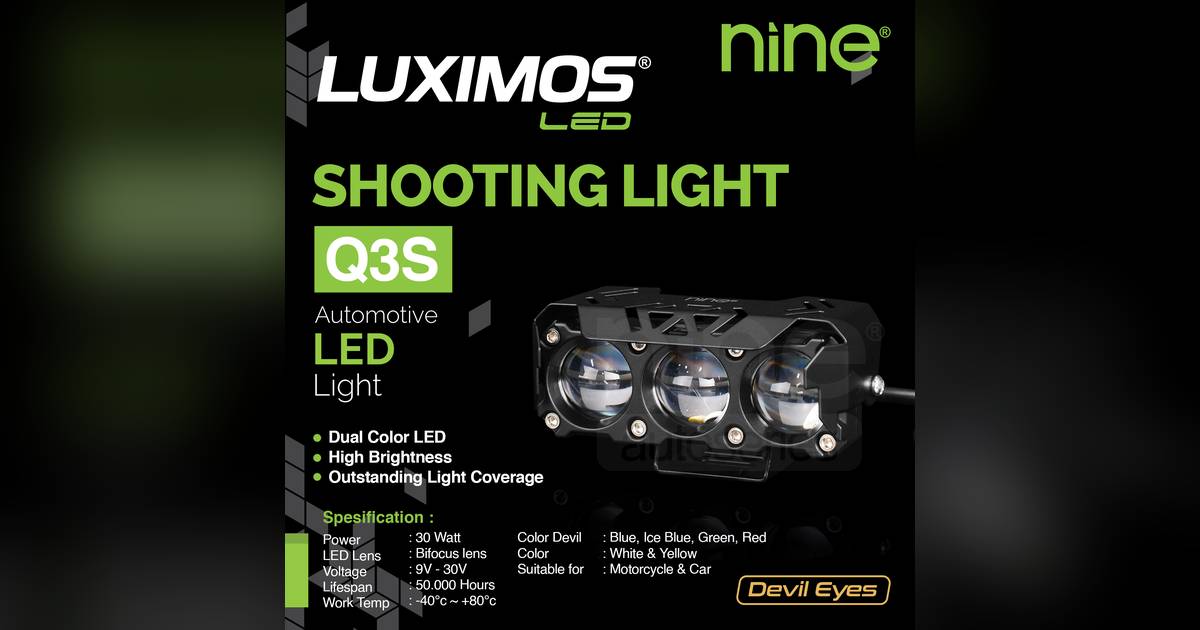 nine®
LUXIMOS®
LED
SHOOTING LIGHT
Q3S
Automotive
LED
Light
nine®
• Dual Color LED
• High Brightness
• Outstanding Light Coverage
Spesification :
Power : 30 Watt
LED Lens : Bifocus lens
Voltage : 9V - 30V
Lifespan : 50.000 Hours
Work Temp : -40°c ~ +80°c
Color Devil : Blue, Ice Blue, Green, Red
Color : White & Yellow
Suitable for : Motorcycle & Car
Devil Eyes